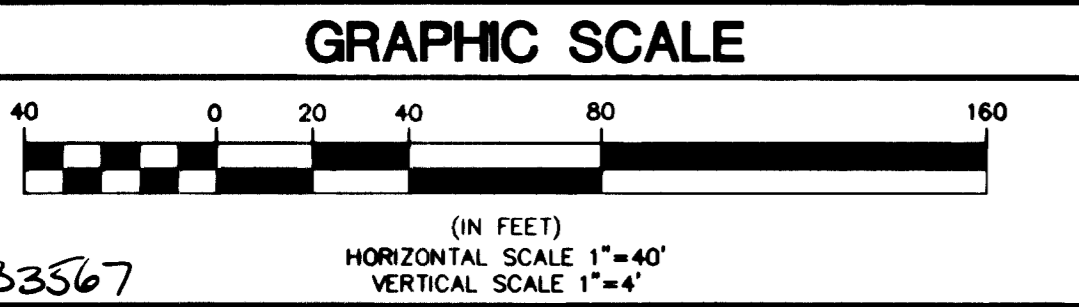 GRAPHIC SCALE
40 0 20 40 80 160
(IN FEET)
HORIZONTAL SCALE 1"=40'
33567
VERTICAL SCALE 1"=4'